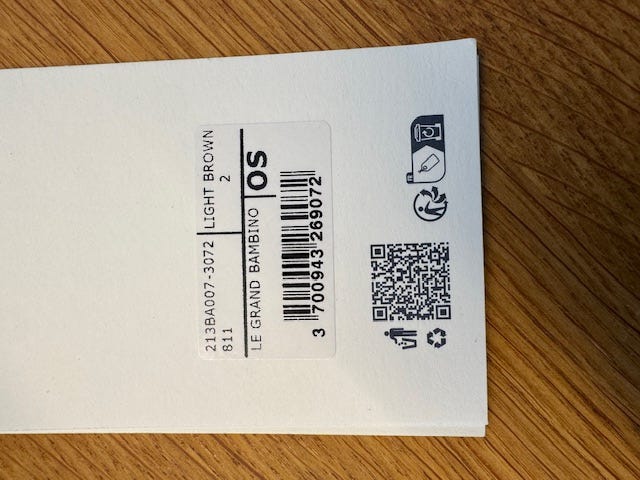 213BA007-3072
811
LIGHT BROWN
2
LE GRAND BAMBINO
OS
3 700943 269072